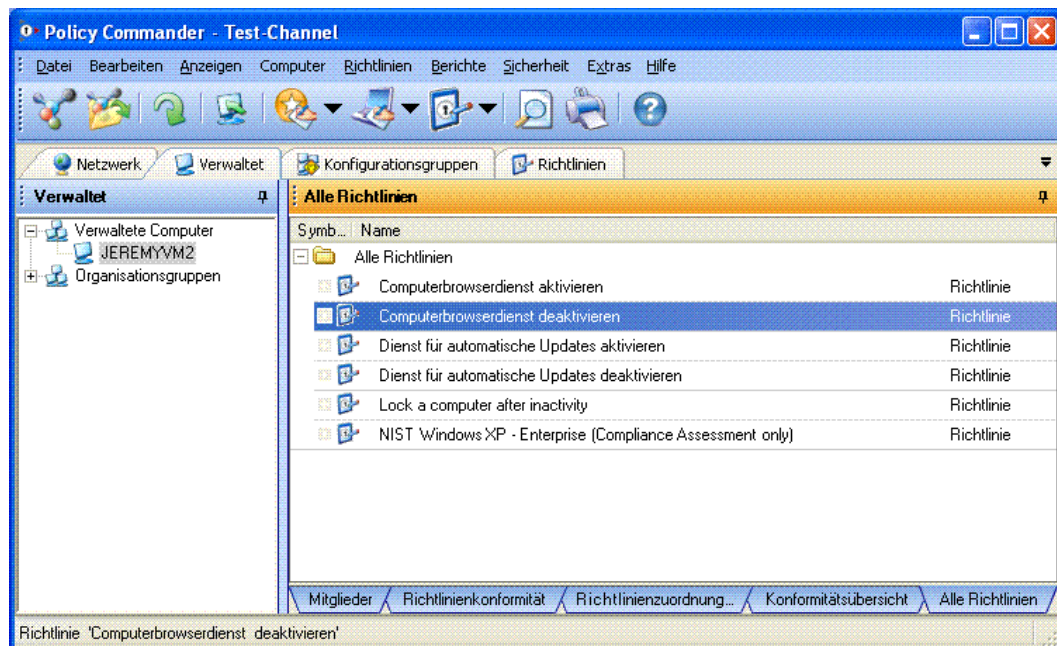 Policy Commander - Test-Channel
Datei Bearbeiten Anzeigen Computer Richtlinien Berichte Sicherheit Extras Hilfe
Netzwerk Verwaltet Konfigurationsgruppen Richtlinien
Verwaltet
Verwaltete Computer
JEREMYVM2
Organisationsgruppen
Alle Richtlinien
Symb... Name
Alle Richtlinien
Computerbrowserdienst aktivieren Richtlinie
Computerbrowserdienst deaktivieren Richtlinie
Dienst für automatische Updates aktivieren Richtlinie
Dienst für automatische Updates deaktivieren Richtlinie
Lock a computer after inactivity Richtlinie
NIST Windows XP - Enterprise (Compliance Assessment only) Richtlinie
Mitglieder Richtlinienkonformität Richtlinienzuordnung... Konformitätsübersicht Alle Richtlinien
Richtlinie 'Computerbrowserdienst deaktivieren'